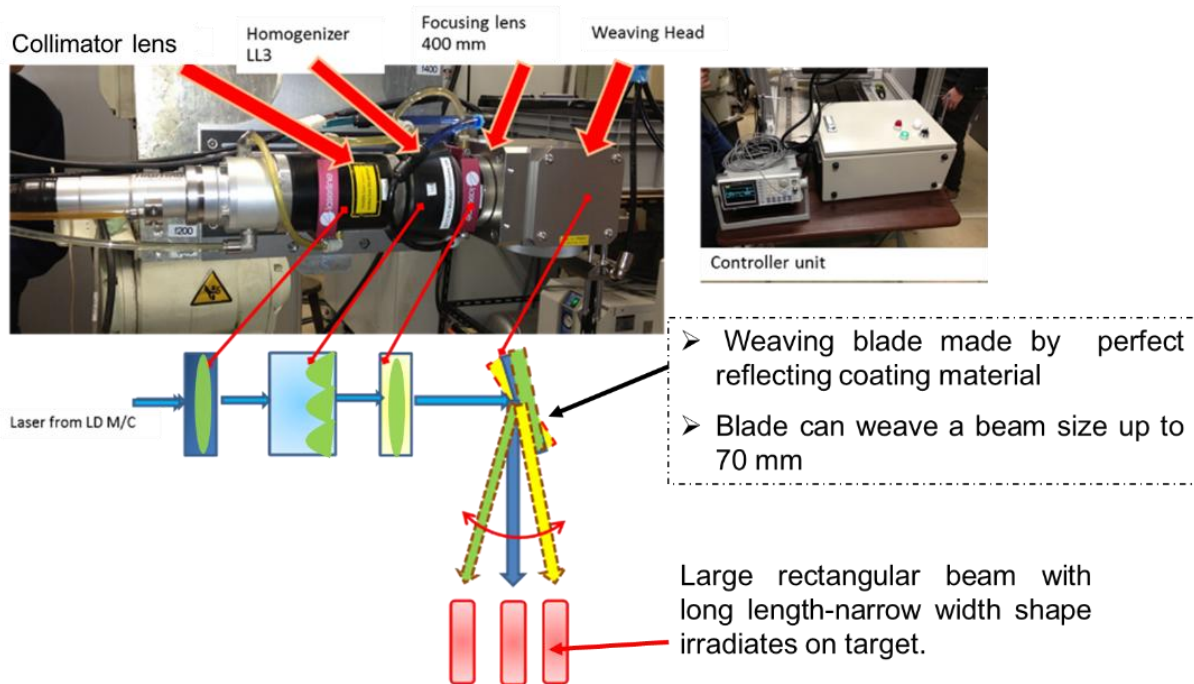 Collimator lens
Homogenizer
LL3
Focusing lens
400 mm
Weaving Head
1400
1200
Controller unit
Laser from LD M/C
➢ Weaving blade made by perfect
reflecting coating material
➢ Blade can weave a beam size up to
70 mm
Large rectangular beam with
long length-narrow width shape
irradiates on target.